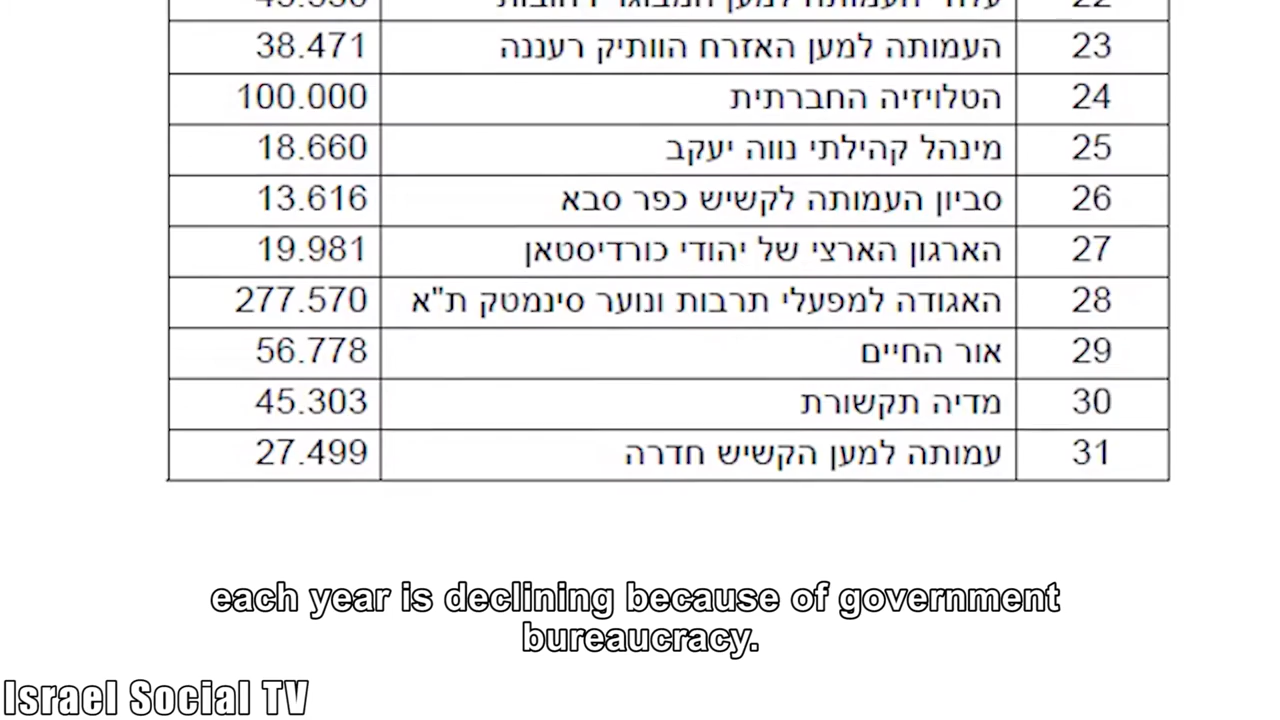 22
23 העמותה למען האזרח הוותיק רעננה 38.471
24 הטלויזיה החברתית 100.000
25 מינהל קהילתי נווה יעקב 18.660
26 סביון העמותה לקשיש כפר סבא 13.616
27 הארגון הארצי של יהודי כורדיסטאן 19.981
28 האגודה למפעלי תרבות ונוער סינמטק ת"א 277.570
29 אור החיים 56.778
30 מדיה תקשורת 45.303
31 עמותה למען הקשיש חדרה 27.499
each year is declining because of government
bureaucracy.
Israel Social TV